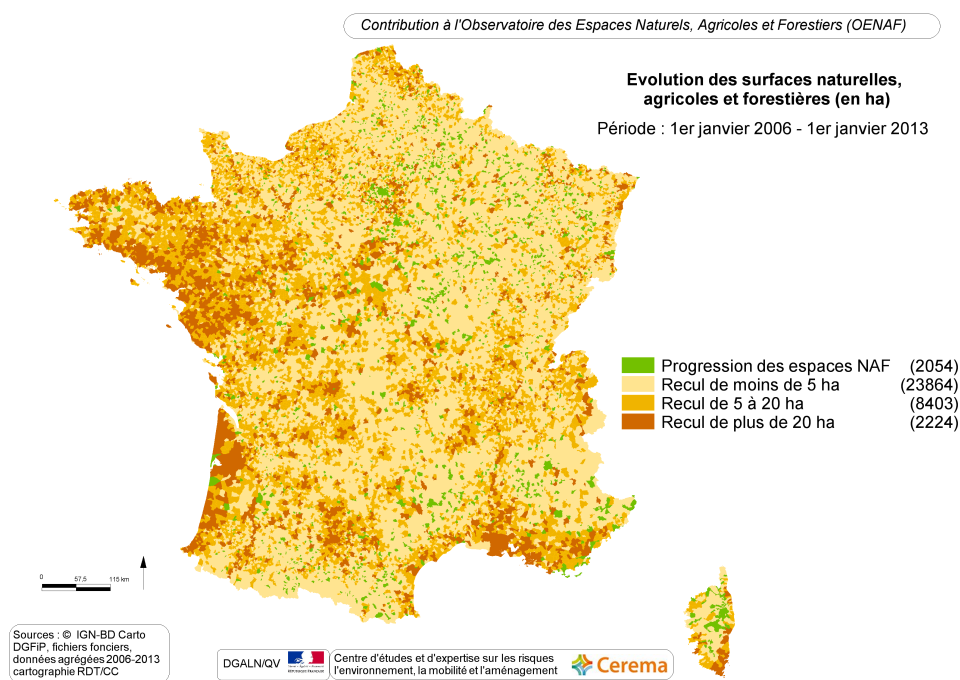 Contribution à l'Observatoire des Espaces Naturels, Agricoles et Forestiers (OENAF)
Evolution des surfaces naturelles,
agricoles et forestières (en ha)
Période : 1er janvier 2006 - 1er janvier 2013
Progression des espaces NAF (2054)
Recul de moins de 5 ha (23864)
Recul de 5 à 20 ha (8403)
Recul de plus de 20 ha (2224)
0 57,5 115 km
Sources : © IGN-BD Carto
DGFiP, fichiers fonciers,
données agrégées 2006-2013
cartographie RDT/CC
DGALN/QV
RÉPUBLIQUE FRANÇAISE
Centre d'études et d'expertise sur les risques
l'environnement, la mobilité et l'aménagement
Cerema